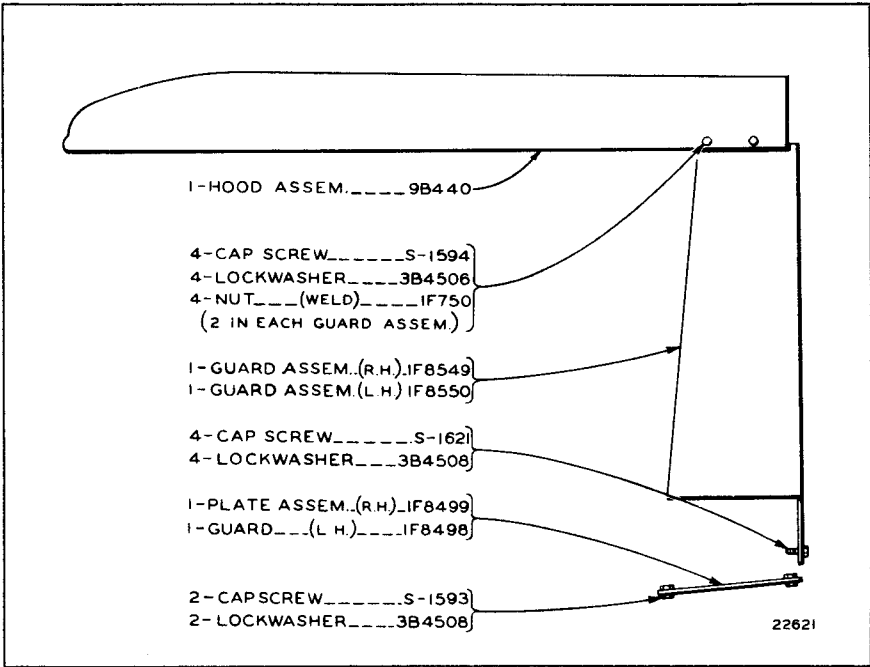 1-HOOD ASSEM.____9B440
4-CAP SCREW______S-1594
4-LOCKWASHER____3B4506
4-NUT___(WELD)____1F750
(2 IN EACH GUARD ASSEM.)
1-GUARD ASSEM..(R.H.).1F8549
1-GUARD ASSEM.(L.H.) 1F8550
4-CAP SCREW______S-1621
4-LOCKWASHER___3B4508
1-PLATE ASSEM..(R.H.)_1F8499
1-GUARD___(L H.)____1F8498
2-CAPSCREW_______S-1593
2-LOCKWASHER____3B4508
22621